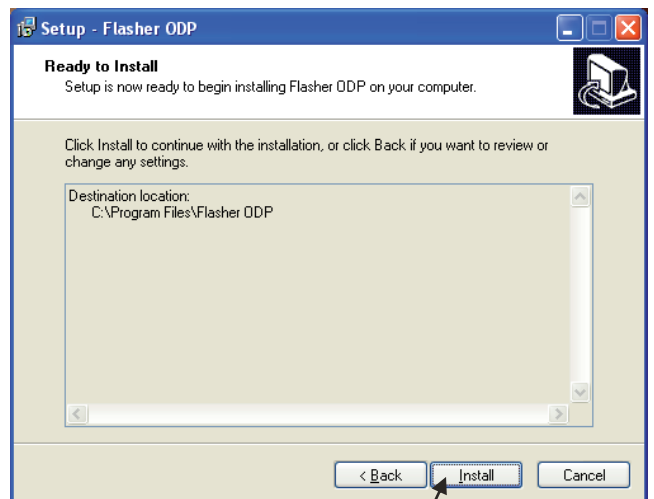 Setup - Flasher ODP
Ready to Install
Setup is now ready to begin installing Flasher ODP on your computer.
Click Install to continue with the installation, or click Back if you want to review or
change any settings.
Destination location:
C:\Program Files\Flasher ODP
< Back
Install
Cancel